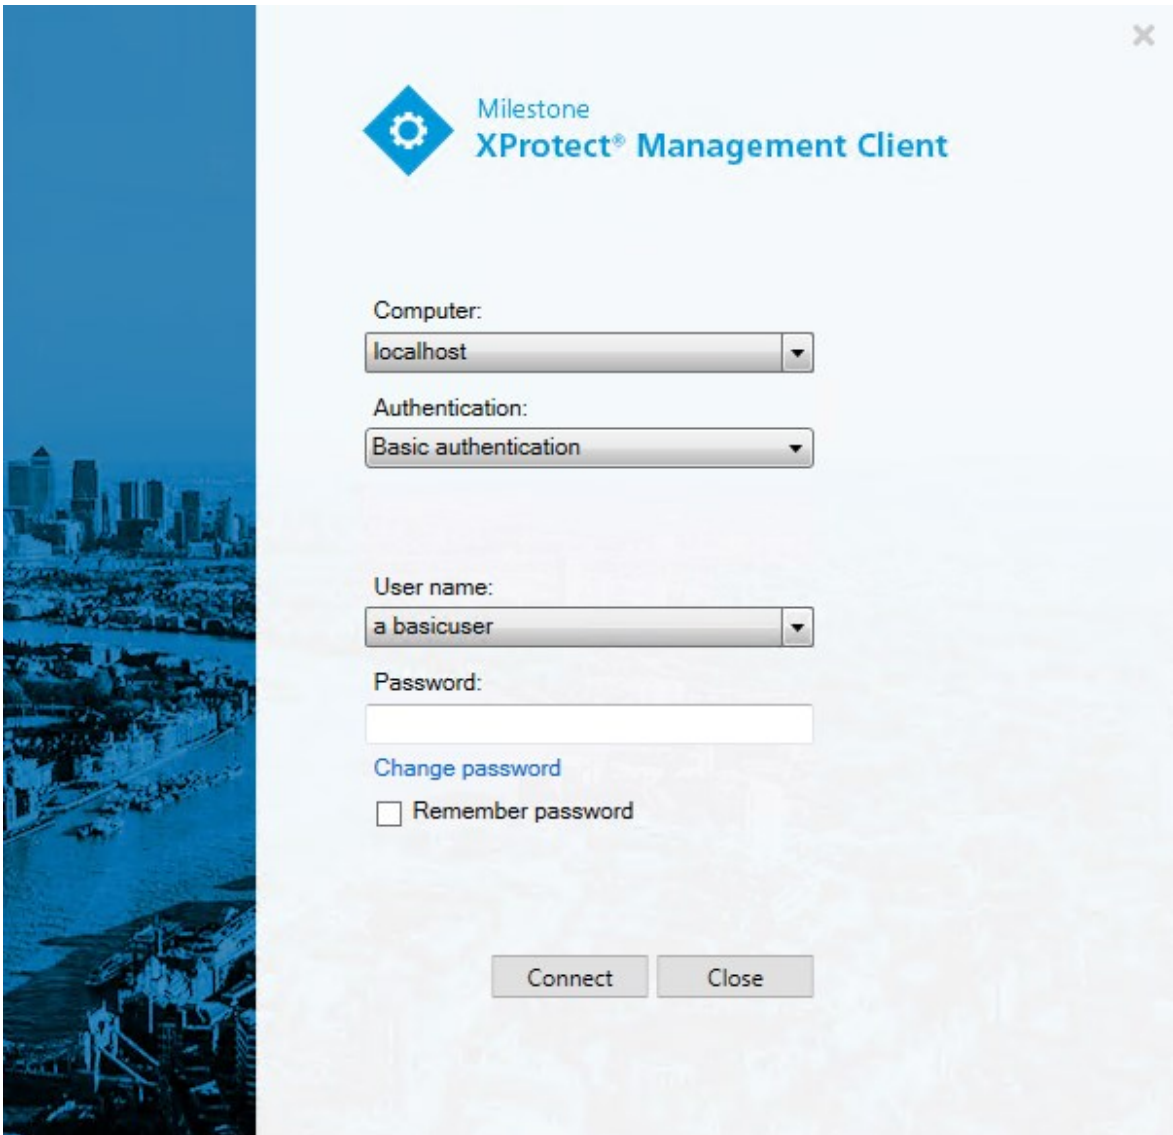 Milestone
XProtect® Management Client
Computer:
localhost
Authentication:
Basic authentication
User name:
a basicuser
Password:
Change password
Remember password
Connect
Close